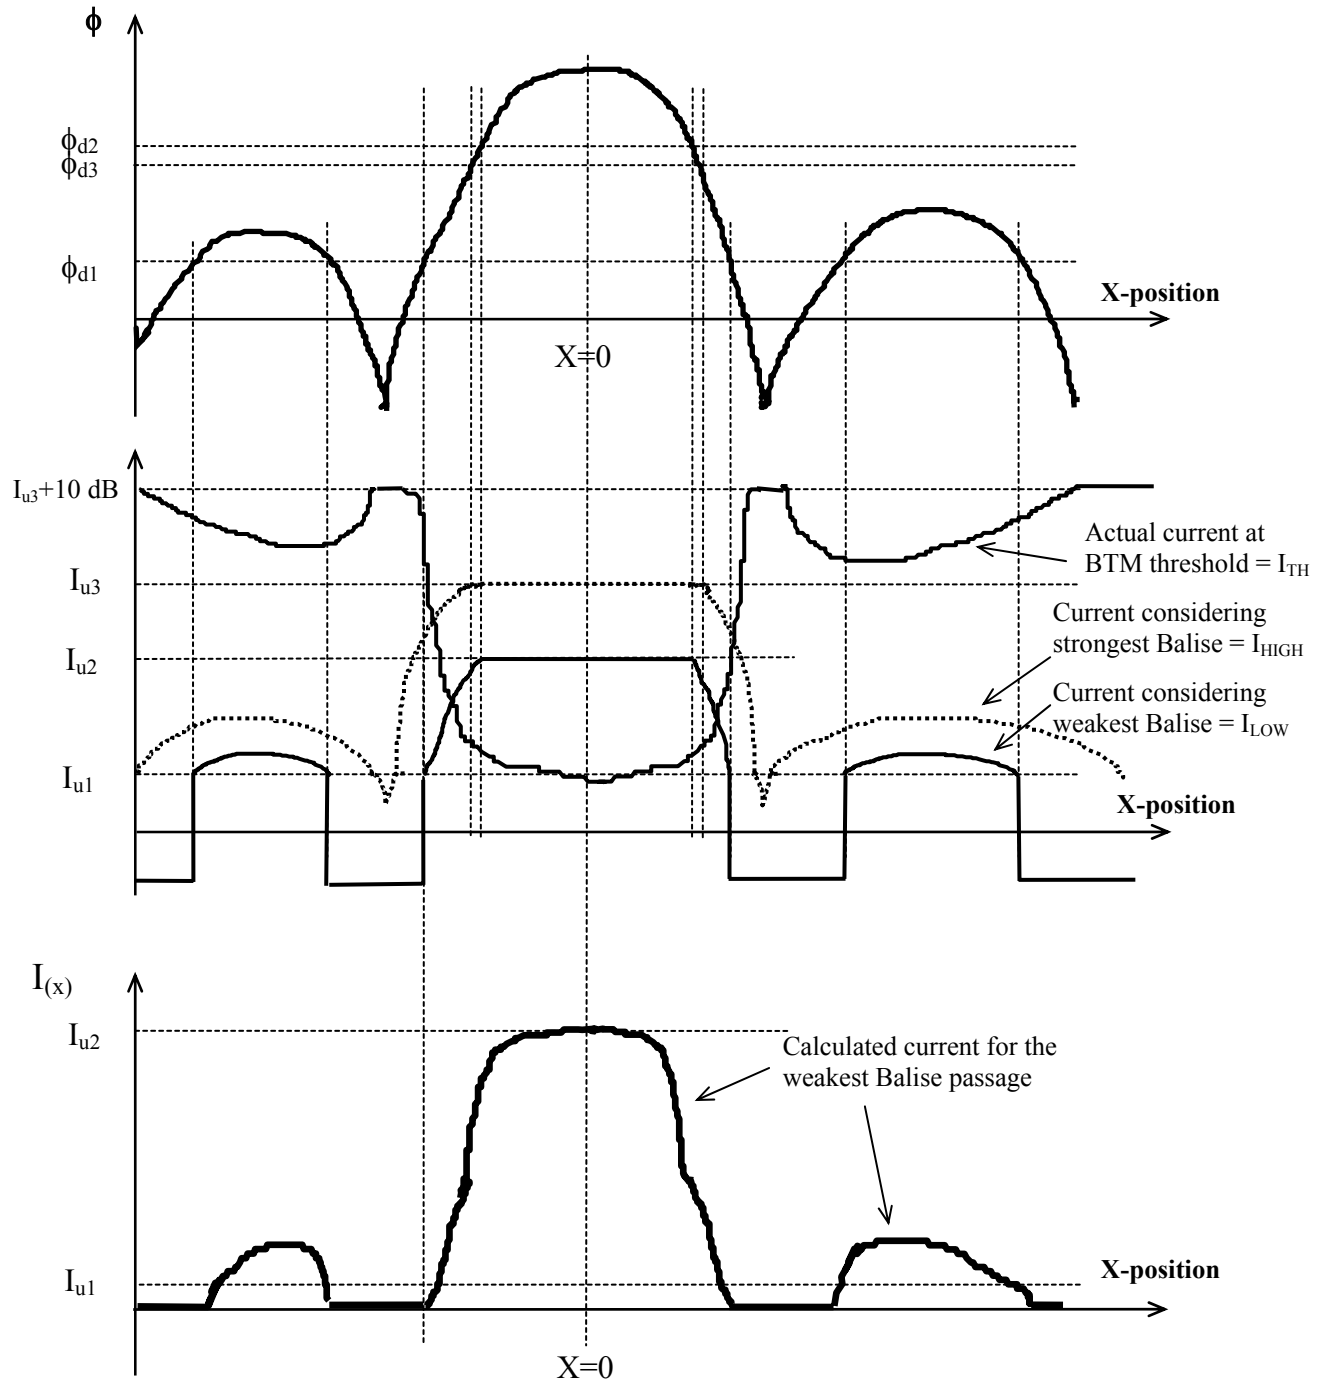 ϕ
ϕd2
ϕd3
ϕd1
X-position
X=0
Iu3+10 dB
Actual current at
BTM threshold = ITH
Iu3
Current considering
strongest Balise = IHIGH
Iu2
Current considering
weakest Balise = ILOW
Iu1
X-position
I(x)
Iu2
Calculated current for the
weakest Balise passage
Iu1
X-position
X=0